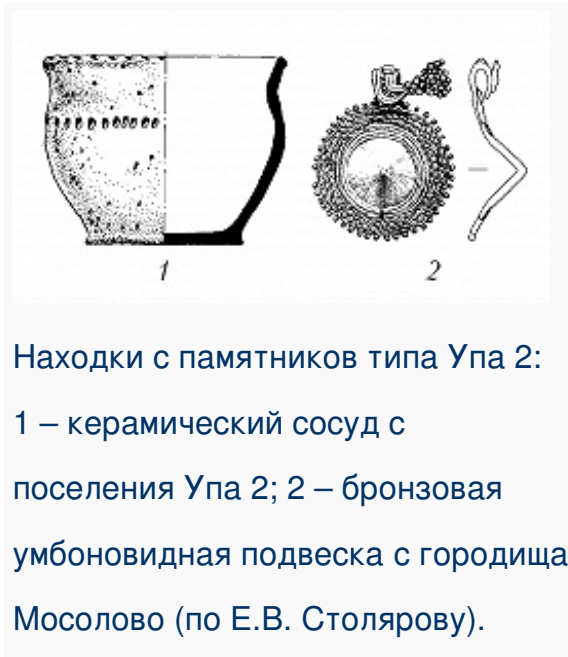 1
2
Находки с памятников типа Упа 2:
1 – керамический сосуд с
поселения Упа 2; 2 – бронзовая
умбоновидная подвеска с городища
Мосолово (по Е.В. Столярову).